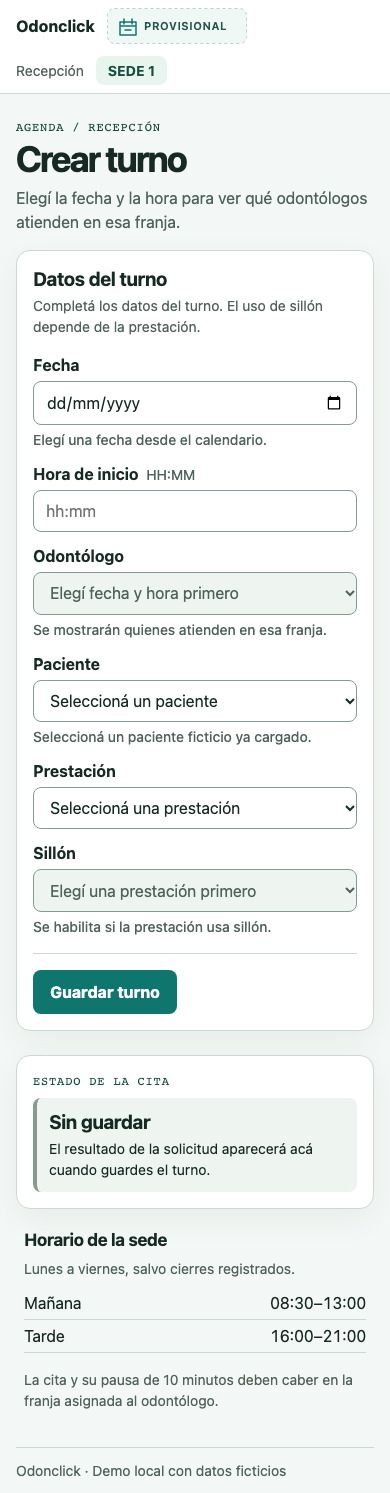 Odonclick PROVISIONAL
Recepción SEDE 1
AGENDA / RECEPCIÓN
Crear turno
Elegí la fecha y la hora para ver qué odontólogos
atienden en esa franja.
Datos del turno
Completá los datos del turno. El uso de sillón
depende de la prestación.
Fecha
dd/mm/yyyy
Elegí una fecha desde el calendario.
Hora de inicio HH:MM
hh:mm
Odontólogo
Elegí fecha y hora primero
Se mostrarán quienes atienden en esa franja.
Paciente
Seleccioná un paciente
Seleccioná un paciente ficticio ya cargado.
Prestación
Seleccioná una prestación
Sillón
Elegí una prestación primero
Se habilita si la prestación usa sillón.
Guardar turno
ESTADO DE LA CITA
Sin guardar
El resultado de la solicitud aparecerá acá
cuando guardes el turno.
Horario de la sede
Lunes a viernes, salvo cierres registrados.
Mañana 08:30–13:00
Tarde 16:00–21:00
La cita y su pausa de 10 minutos deben caber en la
franja asignada al odontólogo.
Odonclick · Demo local con datos ficticios